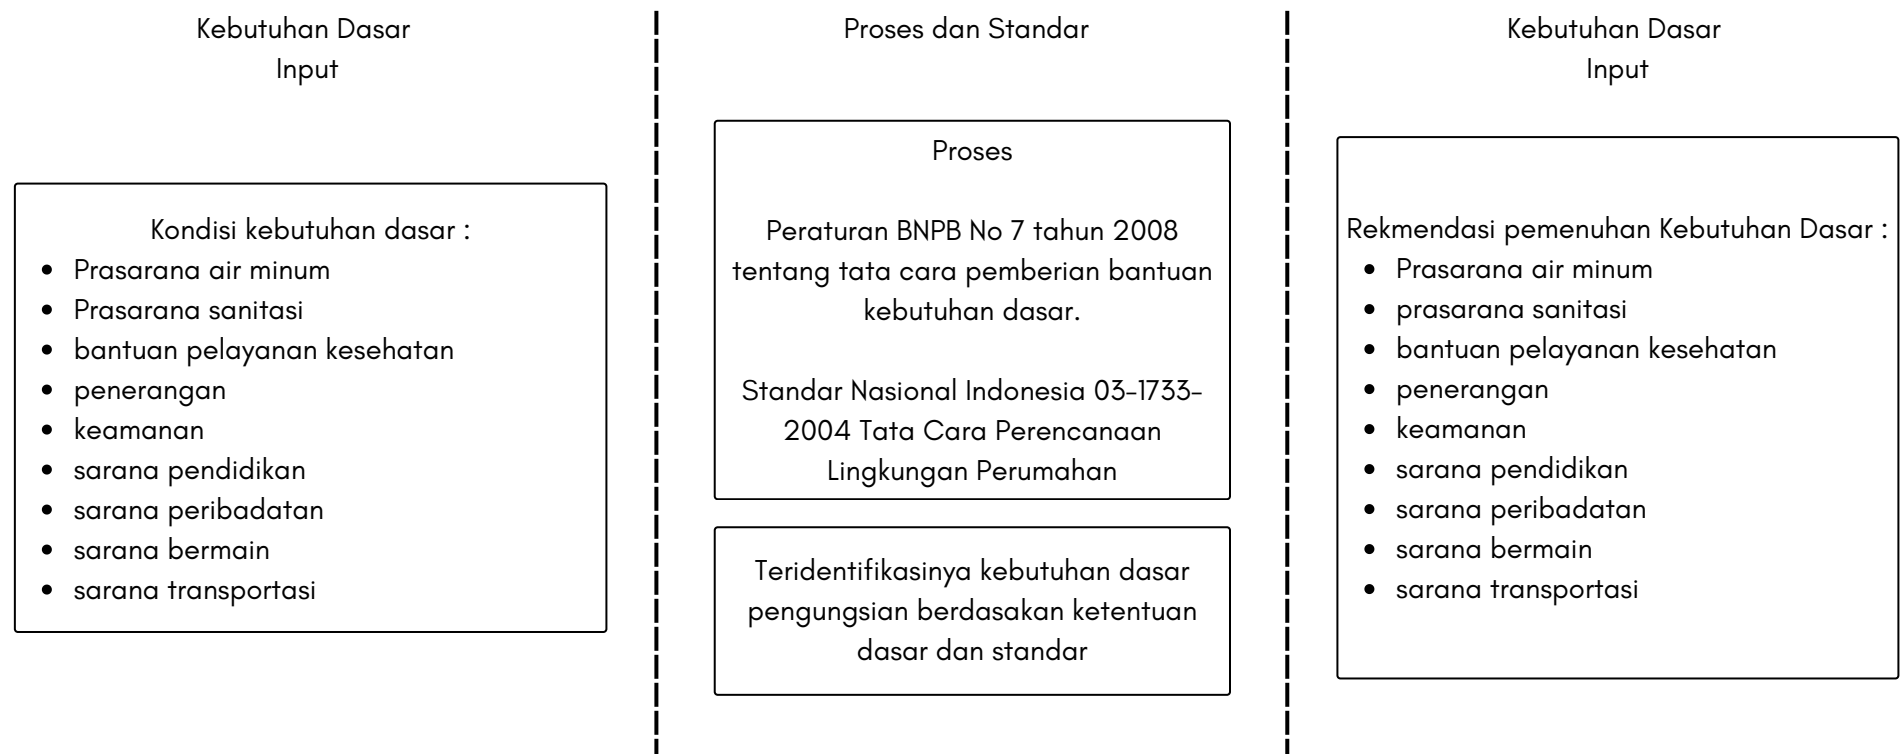 Kebutuhan Dasar
Input
Kondisi kebutuhan dasar :
• Prasarana air minum
• Prasarana sanitasi
• bantuan pelayanan kesehatan
• penerangan
• keamanan
• sarana pendidikan
• sarana peribadatan
• sarana bermain
• sarana transportasi
Proses dan Standar
Proses
Peraturan BNPB No 7 tahun 2008
tentang tata cara pemberian bantuan
kebutuhan dasar.
Standar Nasional Indonesia 03-1733-
2004 Tata Cara Perencanaan
Lingkungan Perumahan
Teridentifikasinya kebutuhan dasar
pengungsian berdasakan ketentuan
dasar dan standar
Kebutuhan Dasar
Input
Rekmendasi pemenuhan Kebutuhan Dasar :
• Prasarana air minum
• prasarana sanitasi
• bantuan pelayanan kesehatan
• penerangan
• keamanan
• sarana pendidikan
• sarana peribadatan
• sarana bermain
• sarana transportasi